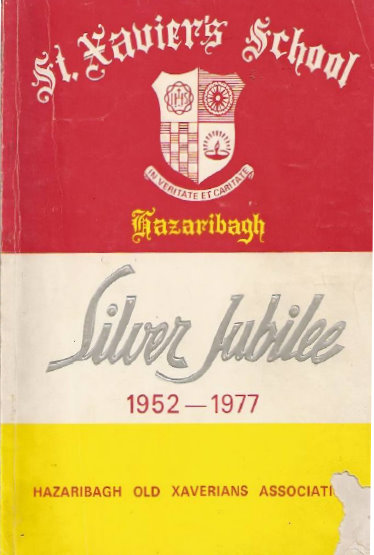 St. Xavier's School
IHS
IN VERITATE ET CARITATE
Hazaribagh
Silver Jubilee
1952 — 1977
HAZARIBAGH OLD XAVERIANS ASSOCIATI